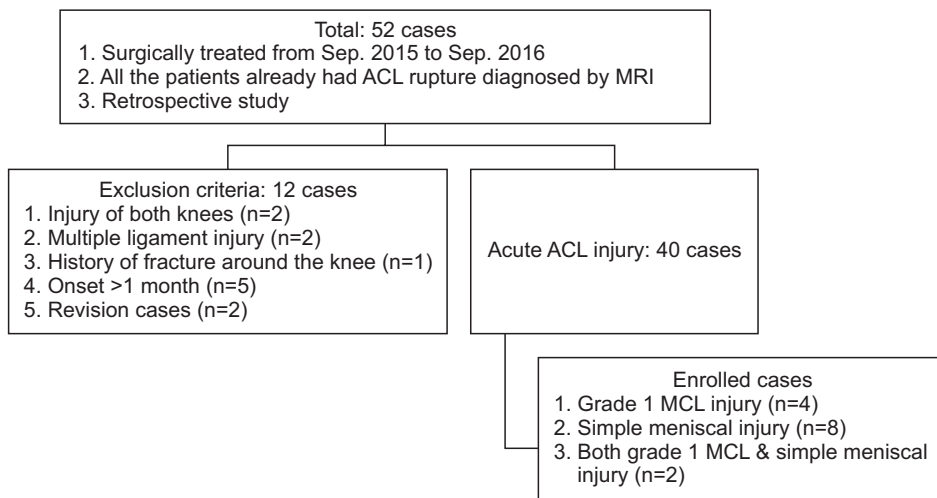 Total: 52 cases
1. Surgically treated from Sep. 2015 to Sep. 2016
2. All the patients already had ACL rupture diagnosed by MRI
3. Retrospective study
Exclusion criteria: 12 cases
1. Injury of both knees (n=2)
2. Multiple ligament injury (n=2)
3. History of fracture around the knee (n=1)
4. Onset >1 month (n=5)
5. Revision cases (n=2)
Acute ACL injury: 40 cases
Enrolled cases
1. Grade 1 MCL injury (n=4)
2. Simple meniscal injury (n=8)
3. Both grade 1 MCL & simple meniscal
injury (n=2)